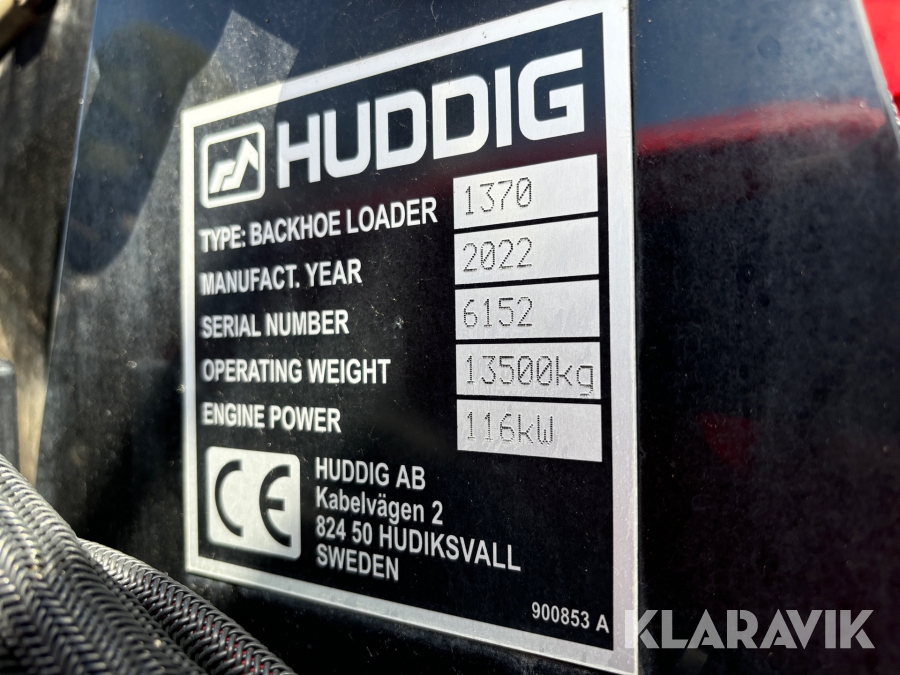 HUDDIG
TYPE: BACKHOE LOADER 1370
MANUFACT. YEAR 2022
SERIAL NUMBER 6152
OPERATING WEIGHT 13500kg
ENGINE POWER 116kW
CE
HUDDIG AB
Kabelvägen 2
824 50 HUDIKSVALL
SWEDEN
900853 A
KLARAVIK